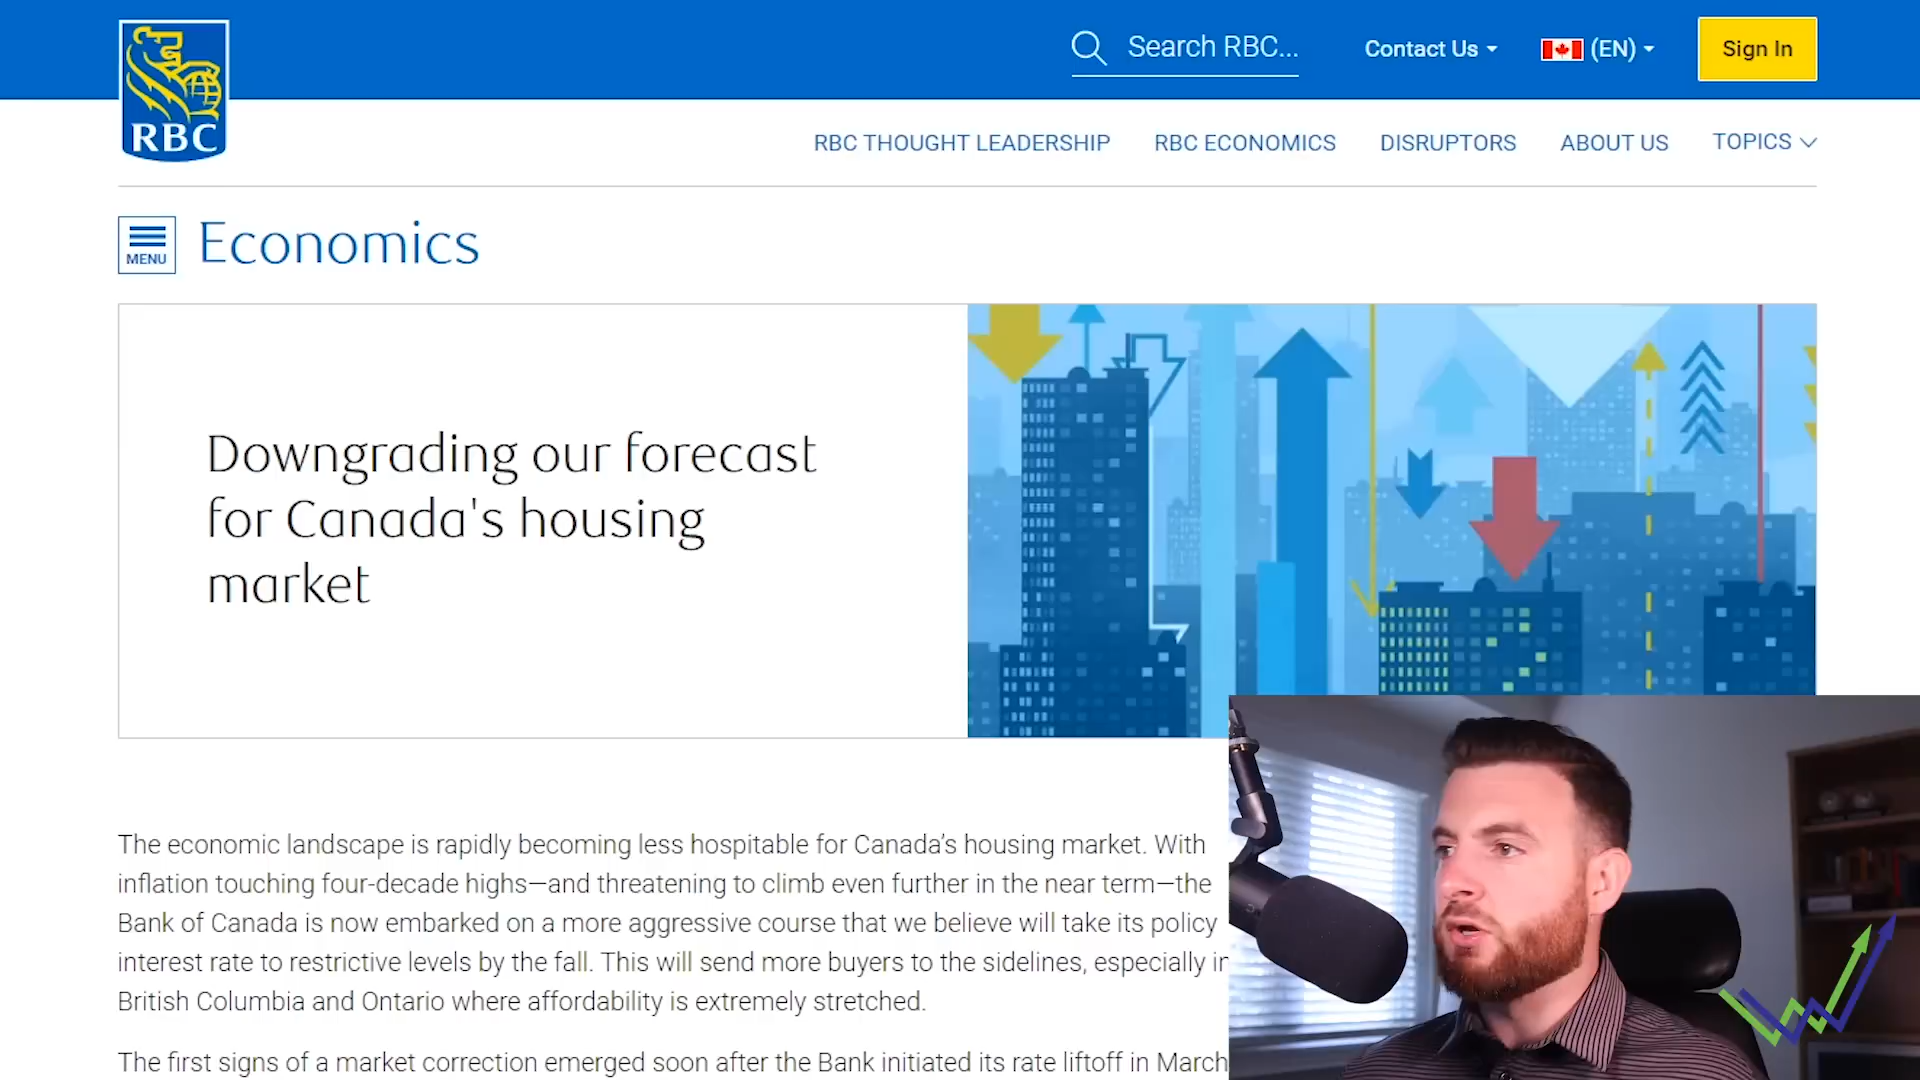 Search RBC...
Contact Us
(EN)
Sign In
RBC
RBC THOUGHT LEADERSHIP
RBC ECONOMICS
DISRUPTORS
ABOUT US
TOPICS
MENU
Economics
Downgrading our forecast
for Canada's housing
market
The economic landscape is rapidly becoming less hospitable for Canada’s housing market. With
inflation touching four-decade highs—and threatening to climb even further in the near term—the
Bank of Canada is now embarked on a more aggressive course that we believe will take its policy
interest rate to restrictive levels by the fall. This will send more buyers to the sidelines, especially in
British Columbia and Ontario where affordability is extremely stretched.
The first signs of a market correction emerged soon after the Bank initiated its rate liftoff in March